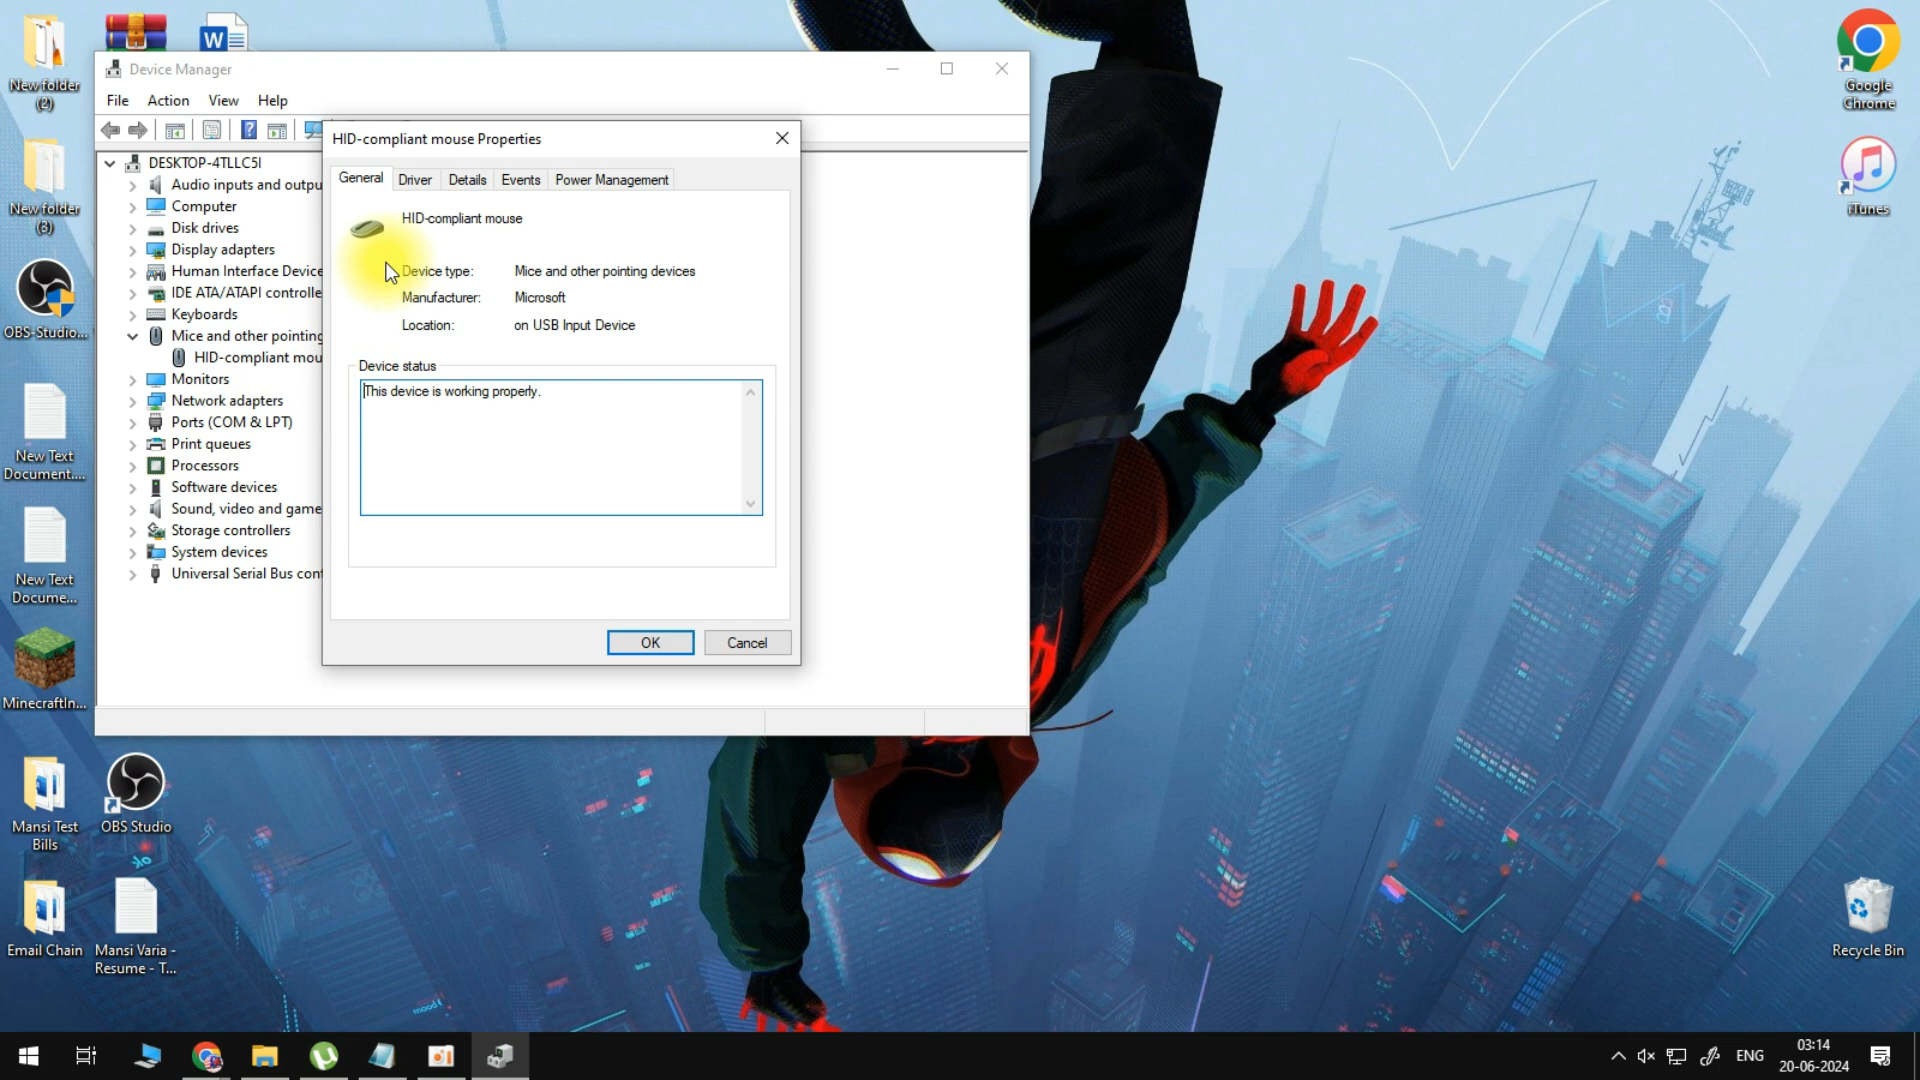 New folder
(2)
New folder
(3)
OBS-Studio...
New Text
Document....
New Text
Docume...
MinecraftIn...
Mansi Test
Bills
OBS Studio
Email Chain
Mansi Varia -
Resume - T...
W
Device Manager
File Action View Help
DESKTOP-4TLLC5I
Audio inputs and outpu
Computer
Disk drives
Display adapters
Human Interface Device
IDE ATA/ATAPI controlle
Keyboards
Mice and other pointing
HID-compliant mou
Monitors
Network adapters
Ports (COM & LPT)
Print queues
Processors
Software devices
Sound, video and game
Storage controllers
System devices
Universal Serial Bus cont
HID-compliant mouse Properties
General Driver Details Events Power Management
HID-compliant mouse
Device type: Mice and other pointing devices
Manufacturer: Microsoft
Location: on USB Input Device
Device status
This device is working properly.
OK Cancel
Google
Chrome
iTunes
Recycle Bin
ENG
03:14
20-06-2024